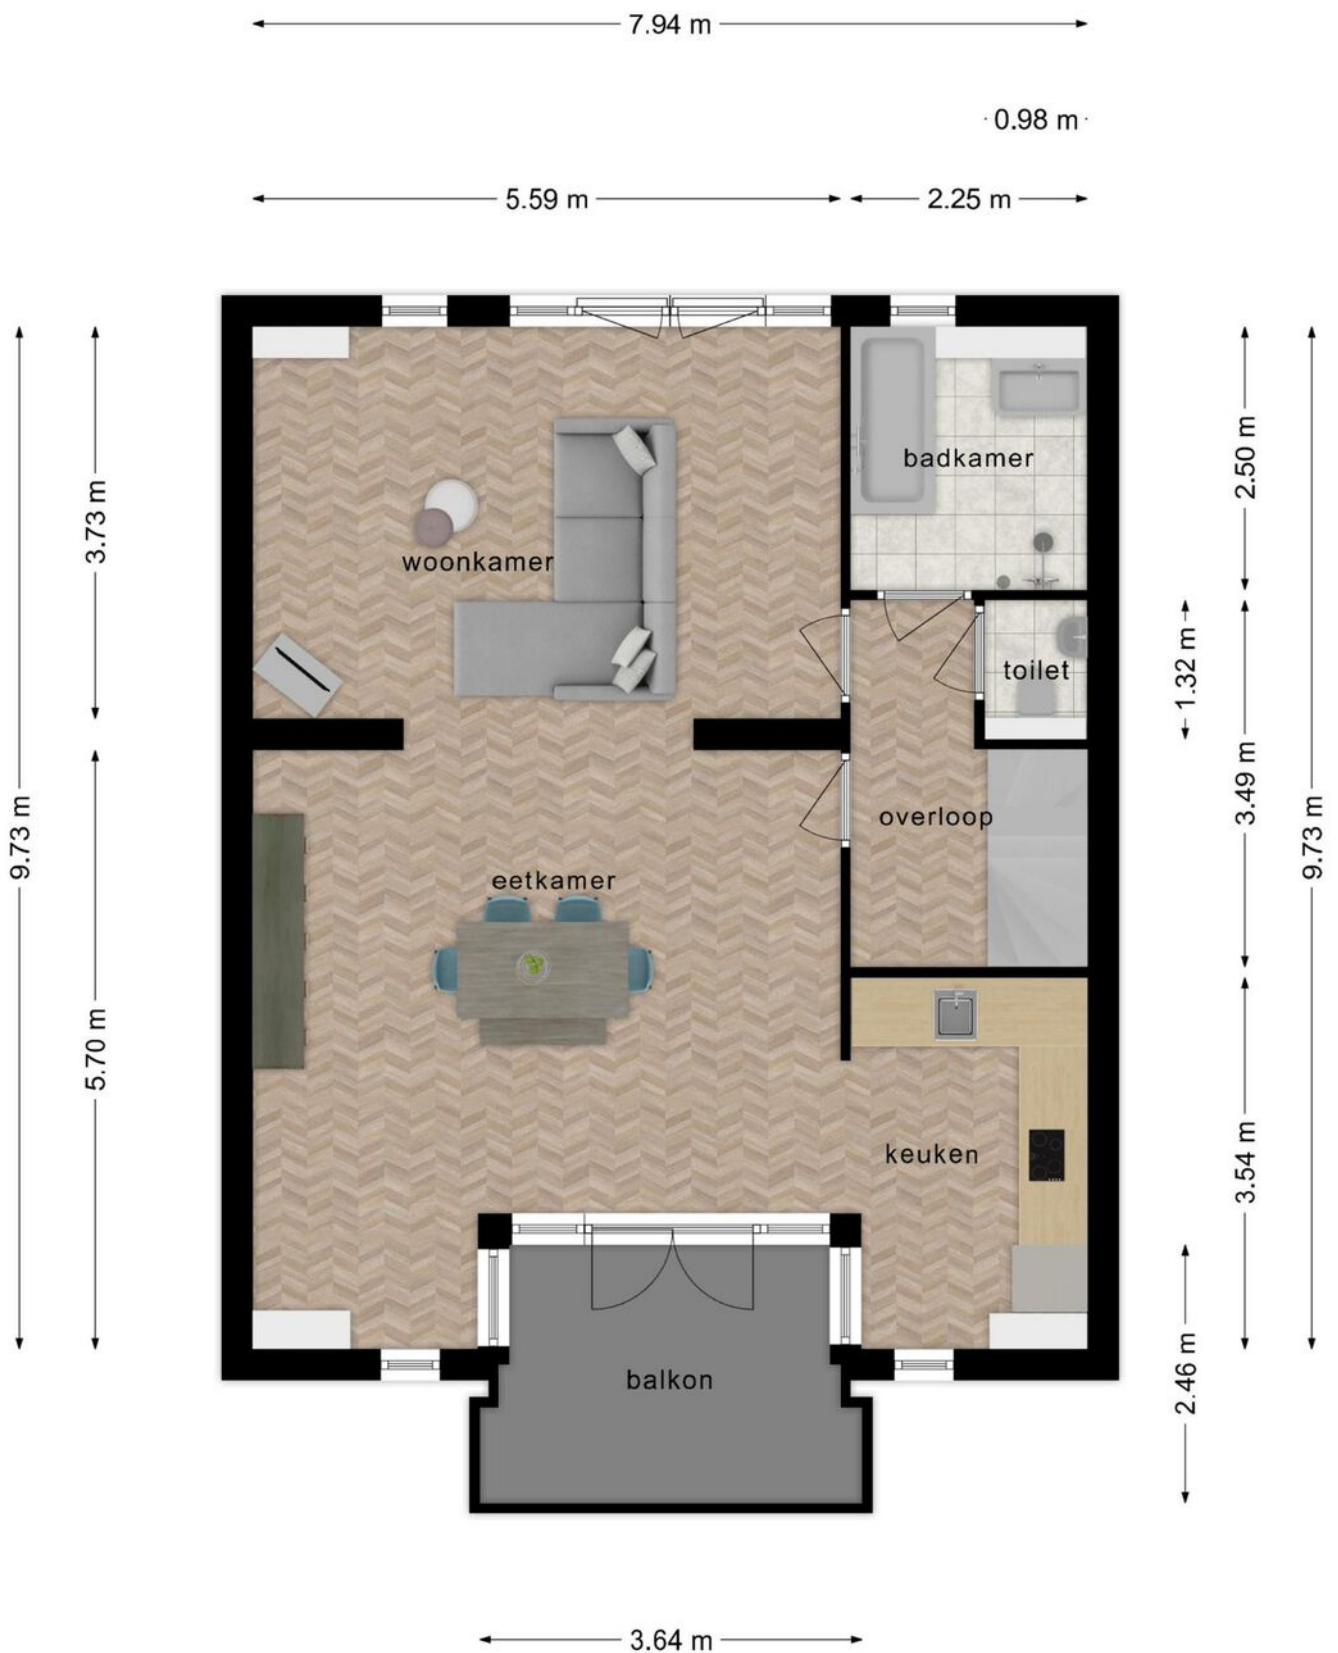 7.94 m
0.98 m
5.59 m
2.25 m
2.50 m
badkamer
3.73 m
woonkamer
1.32 m
toilet
3.49 m
overloop
9.73 m
9.73 m
eetkamer
5.70 m
keuken
3.54 m
balkon
2.46 m
3.64 m